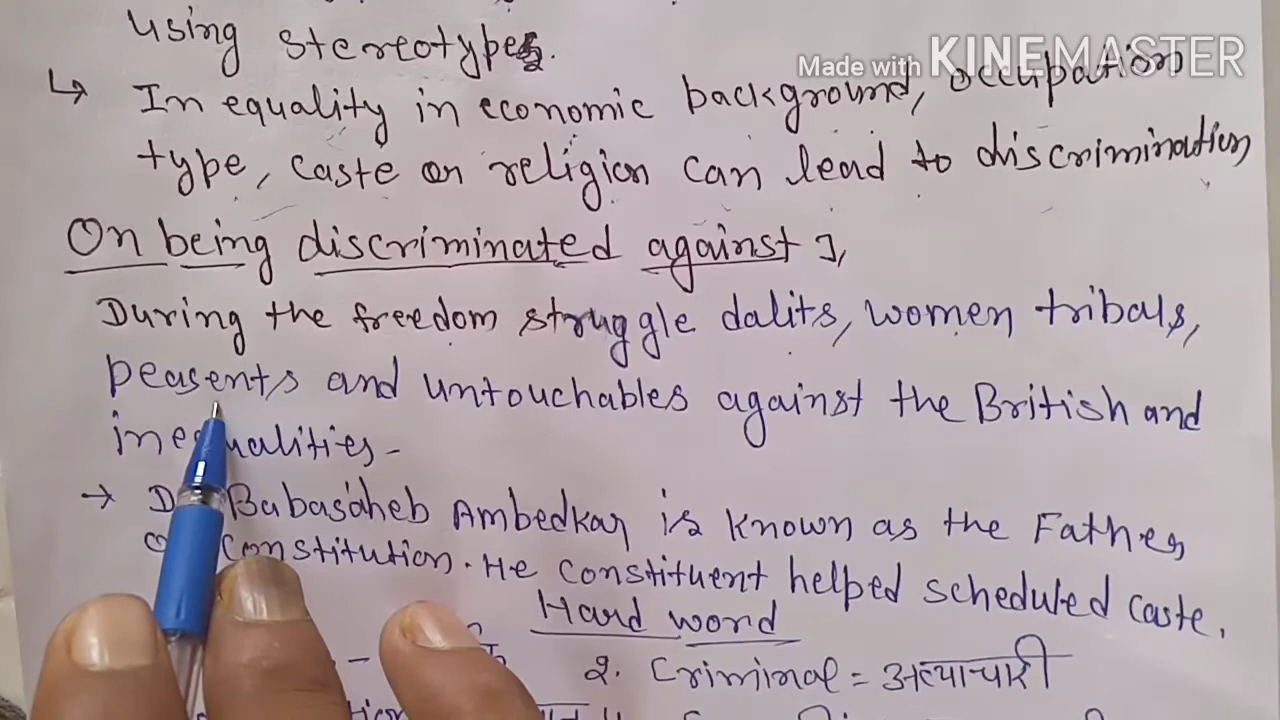 using stereotypes.
Made with KINEMASTER
↳ In equality in economic background, occupation
type, caste on religion can lead to discrimination
On being discriminated against ],
During the freedom struggle dalits, women tribals,
peasents and untouchables against the British and
inequalities -
→ Babasaheb Ambedkar is known as the Father
constitution. He constituent helped scheduled caste.
Hard word
2. Criminal = अत्याचारी